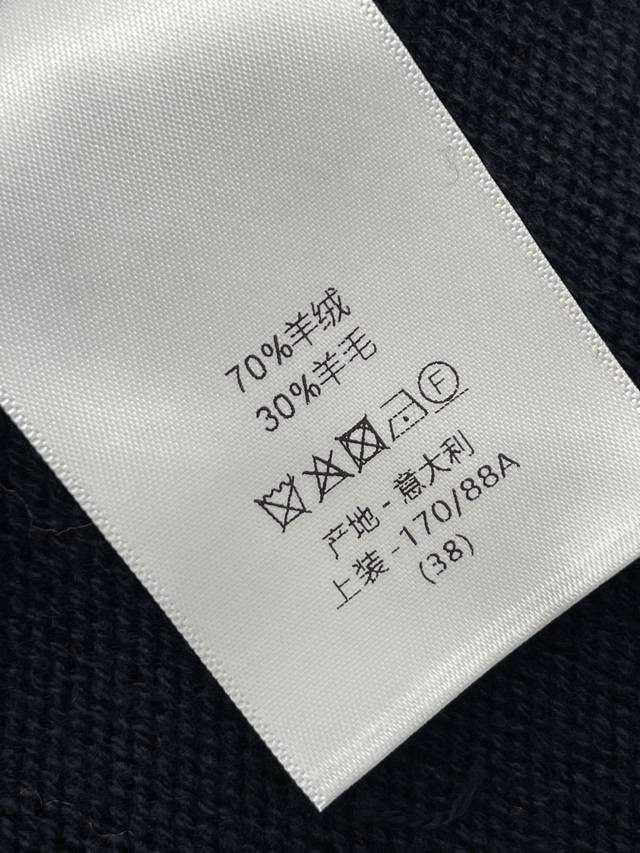 70%羊绒
30%羊毛
F
产地 - 意大利
上装 -170/88A
(38)